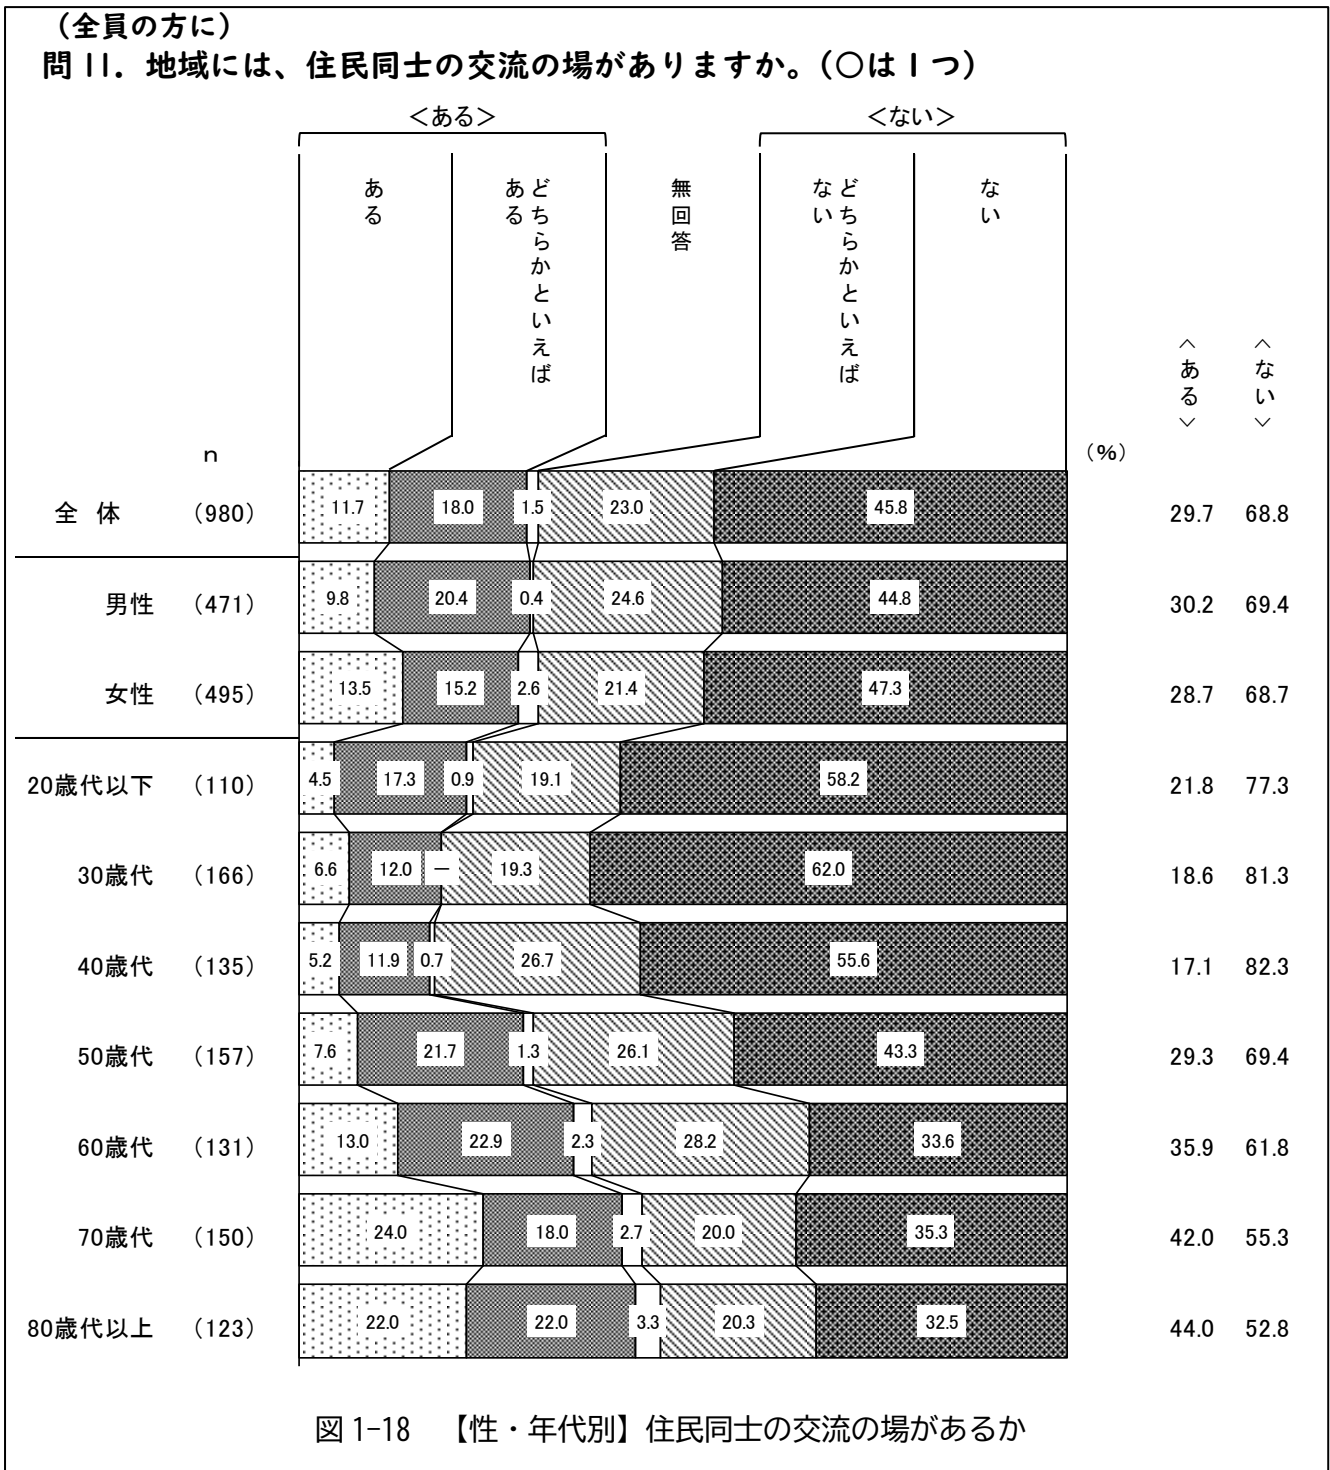 （全員の方に）
問11．地域には、住民同士の交流の場がありますか。（○は1つ）
＜ある＞ ＜ない＞
ある
どちらかといえば
ある
無回答
どちらかといえば
ない
ない
＜ある＞ ＜ない＞
n （%）
全 体 （980） 11.7 18.0 1.5 23.0 45.8 29.7 68.8
男性 （471） 9.8 20.4 0.4 24.6 44.8 30.2 69.4
女性 （495） 13.5 15.2 2.6 21.4 47.3 28.7 68.7
20歳代以下 （110） 4.5 17.3 0.9 19.1 58.2 21.8 77.3
30歳代 （166） 6.6 12.0 － 19.3 62.0 18.6 81.3
40歳代 （135） 5.2 11.9 0.7 26.7 55.6 17.1 82.3
50歳代 （157） 7.6 21.7 1.3 26.1 43.3 29.3 69.4
60歳代 （131） 13.0 22.9 2.3 28.2 33.6 35.9 61.8
70歳代 （150） 24.0 18.0 2.7 20.0 35.3 42.0 55.3
80歳代以上 （123） 22.0 22.0 3.3 20.3 32.5 44.0 52.8
図1-18 【性・年代別】住民同士の交流の場があるか